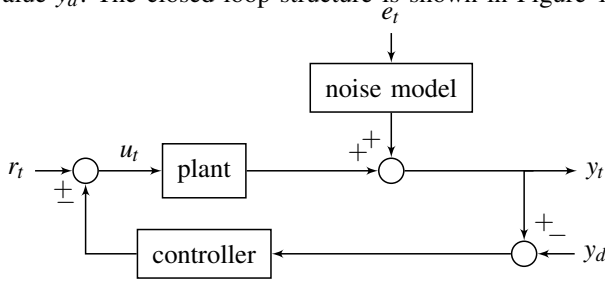 value y_d. The closed loop structure is shown in Figure 1
e_t
noise model
+
+
u_t
r_t
plant
y_t
±
+
−
controller
y_d